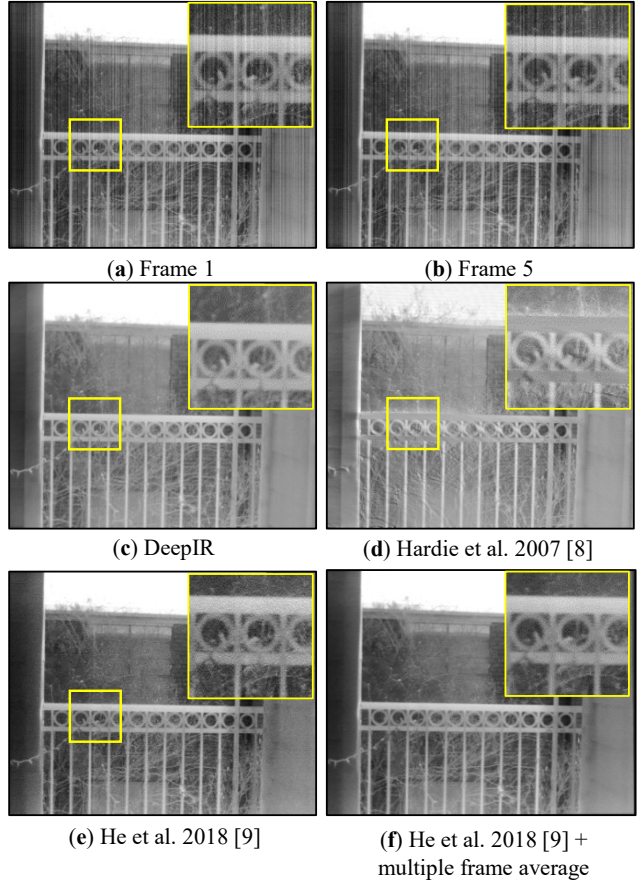 (a) Frame 1
(b) Frame 5
(c) DeepIR
(d) Hardie et al. 2007 [8]
(e) He et al. 2018 [9]
(f) He et al. 2018 [9] +
multiple frame average